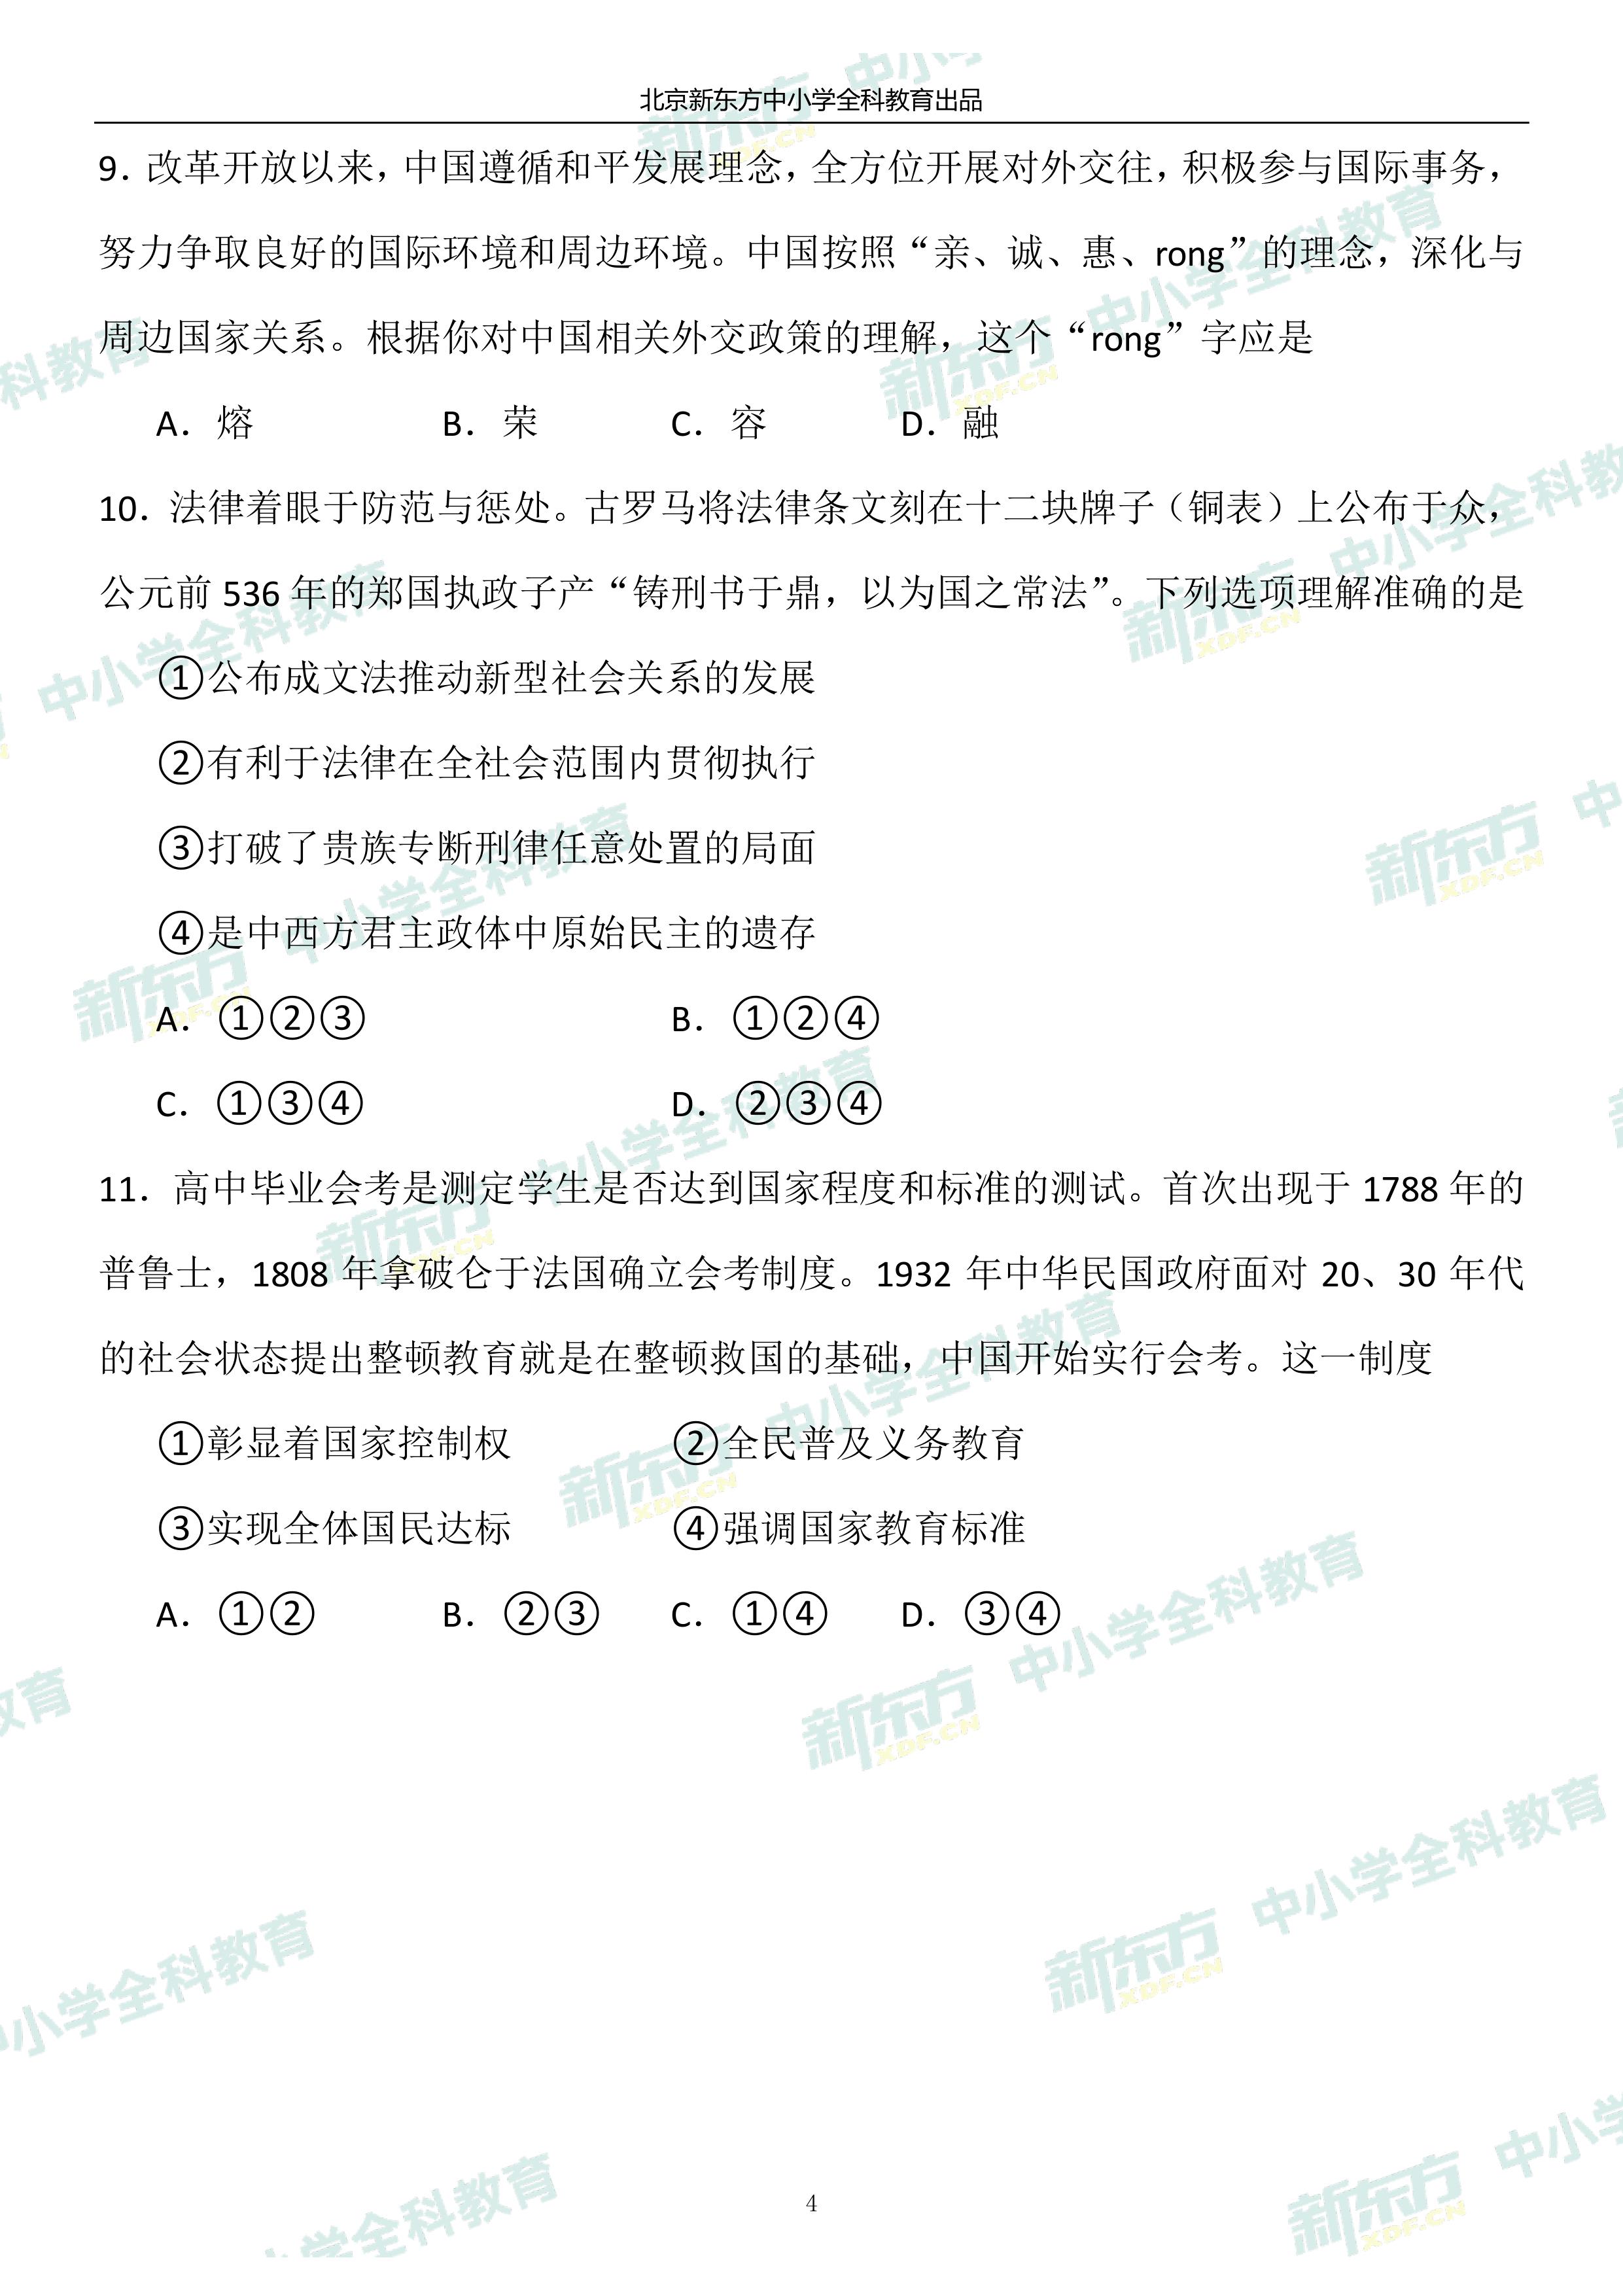 北京新东方中小学全科教育出品
9．改革开放以来，中国遵循和平发展理念，全方位开展对外交往，积极参与国际事务，
努力争取良好的国际环境和周边环境。中国按照“亲、诚、惠、rong”的理念，深化与
周边国家关系。根据你对中国相关外交政策的理解，这个“rong”字应是
A．熔 B．荣 C．容 D．融
10．法律着眼于防范与惩处。古罗马将法律条文刻在十二块牌子（铜表）上公布于众，
公元前 536 年的郑国执政子产“铸刑书于鼎，以为国之常法”。下列选项理解准确的是
①公布成文法推动新型社会关系的发展
②有利于法律在全社会范围内贯彻执行
③打破了贵族专断刑律任意处置的局面
④是中西方君主政体中原始民主的遗存
A．①②③ B．①②④
C．①③④ D．②③④
11．高中毕业会考是测定学生是否达到国家程度和标准的测试。首次出现于 1788 年的
普鲁士，1808 年拿破仑于法国确立会考制度。1932 年中华民国政府面对 20、30 年代
的社会状态提出整顿教育就是在整顿救国的基础，中国开始实行会考。这一制度
①彰显着国家控制权 ②全民普及义务教育
③实现全体国民达标 ④强调国家教育标准
A．①② B．②③ C．①④ D．③④
4
新东方 XDF.CN 中小学全科教育